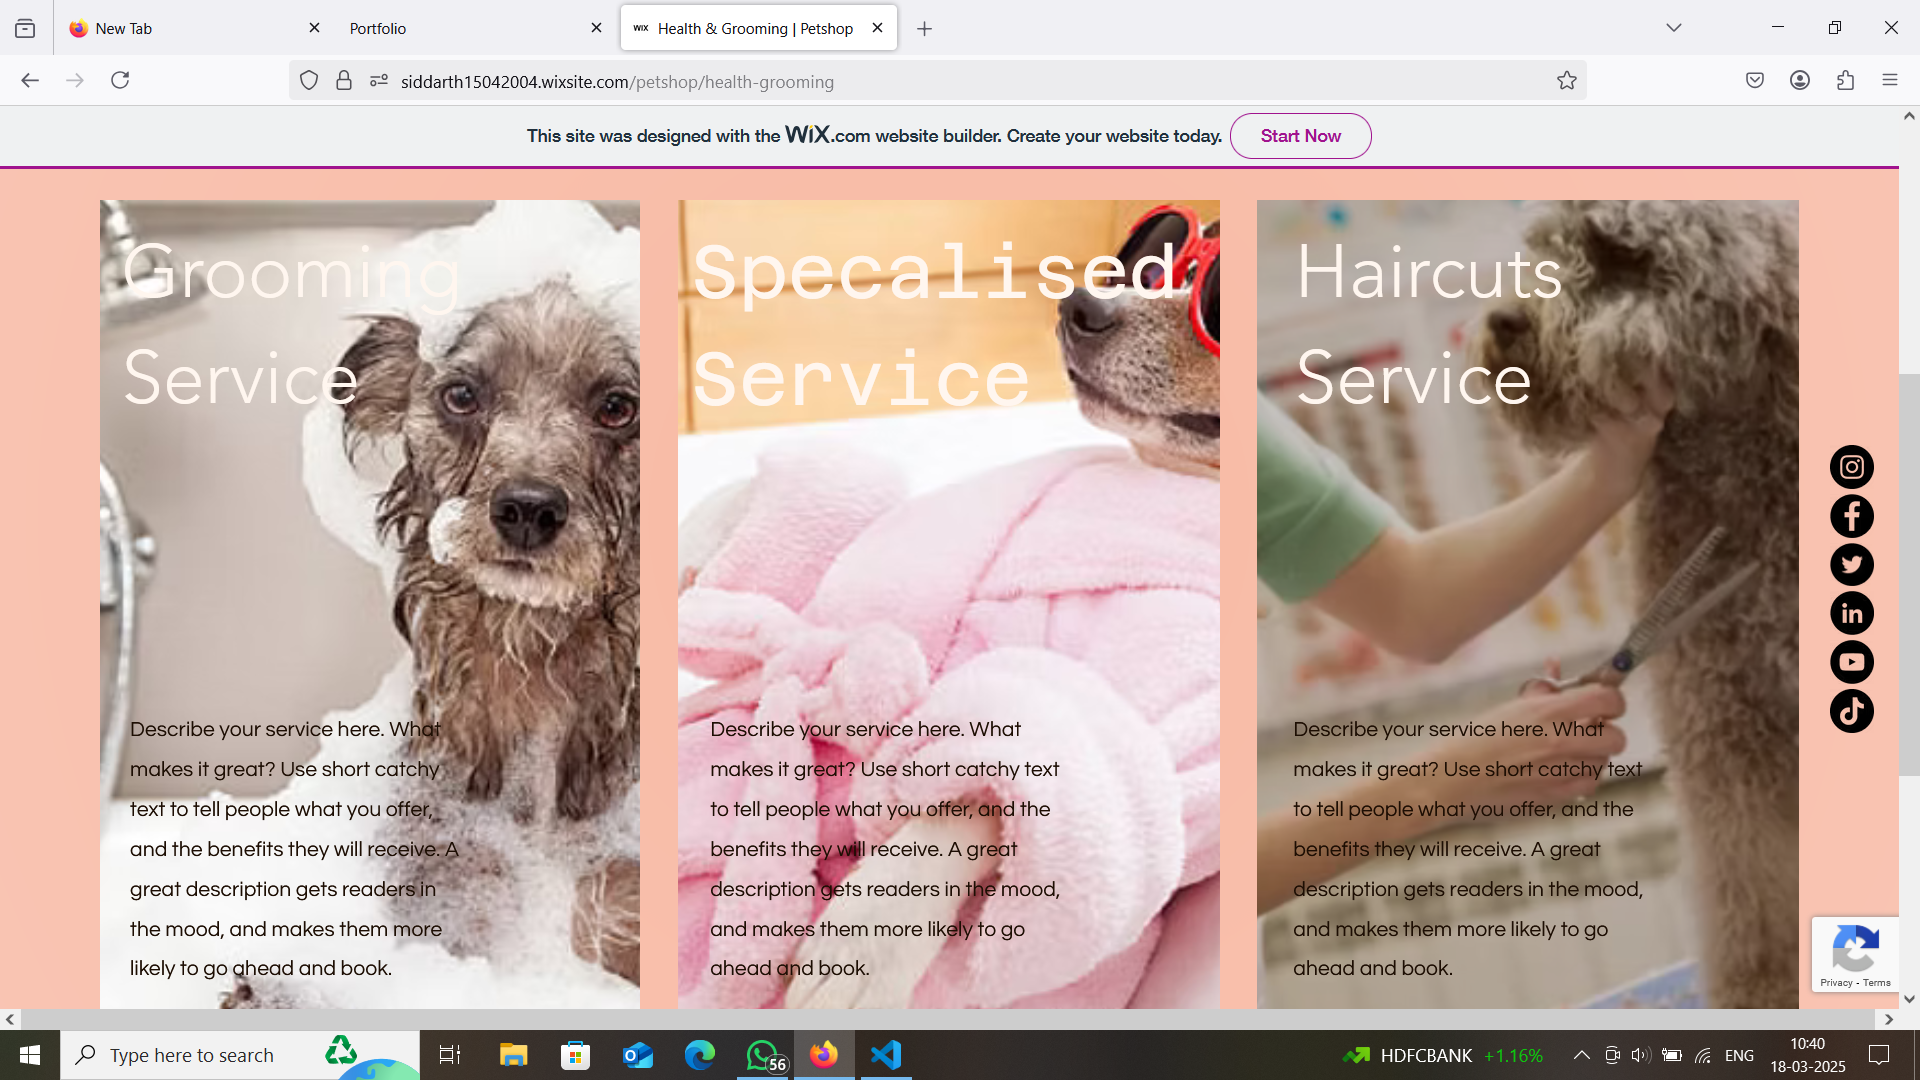 New Tab
Portfolio
WIX Health & Grooming | Petshop
siddarth15042004.wixsite.com/petshop/health-grooming
This site was designed with the WiX.com website builder. Create your website today. Start Now
Grooming
Service
Specalised
Service
Haircuts
Service
Describe your service here. What
makes it great? Use short catchy
text to tell people what you offer,
and the benefits they will receive. A
great description gets readers in
the mood, and makes them more
likely to go ahead and book.
Describe your service here. What
makes it great? Use short catchy text
to tell people what you offer, and the
benefits they will receive. A great
description gets readers in the mood,
and makes them more likely to go
ahead and book.
Describe your service here. What
makes it great? Use short catchy text
to tell people what you offer, and the
benefits they will receive. A great
description gets readers in the mood,
and makes them more likely to go
ahead and book.
in
Privacy - Terms
Type here to search
56
HDFCBANK +1.16%
ENG
10:40
18-03-2025